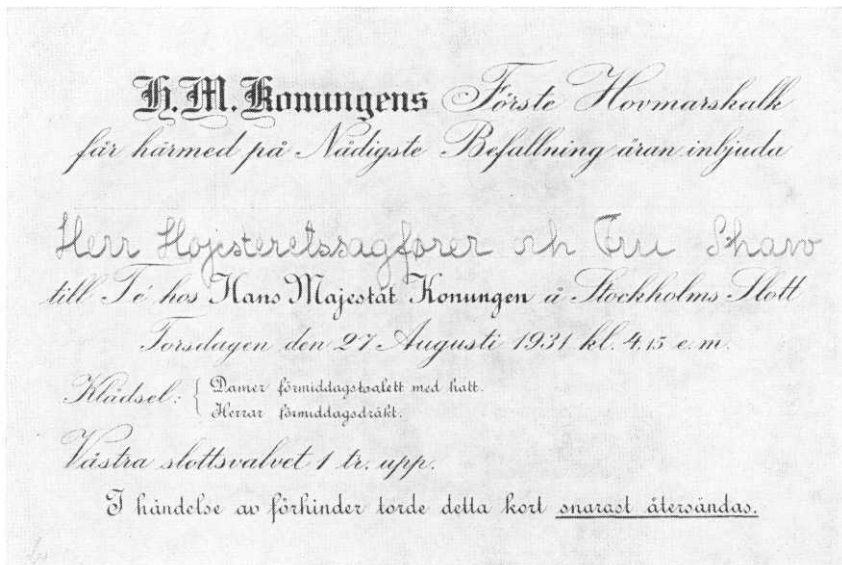 H. M. Konungens Förste Hovmarskalk
får härmed på Nådigste Befallning äran inbjuda
Herr Højesteretssagfører och Fru Shaw
till Té hos Hans Majestät Konungen å Stockholms Slott
Torsdagen den 27 Augusti 1931 kl. 4,15 e.m.
Klädsel: { Damer förmiddagstoalett med hatt.
Herrar förmiddagsdräkt.
Västra slottsvalvet 1 tr. upp.
I händelse av förhinder torde detta kort snarast återsändas.